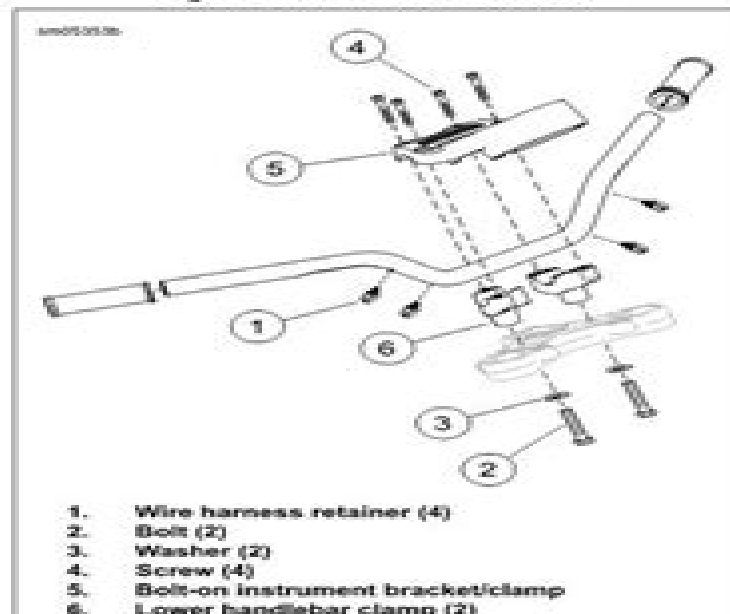 sm05353b
4
5
1
6
3
2
1. Wire harness retainer (4)
2. Bolt (2)
3. Washer (2)
4. Screw (4)
5. Bolt-on instrument bracket/clamp
6. Lower handlebar clamp (2)